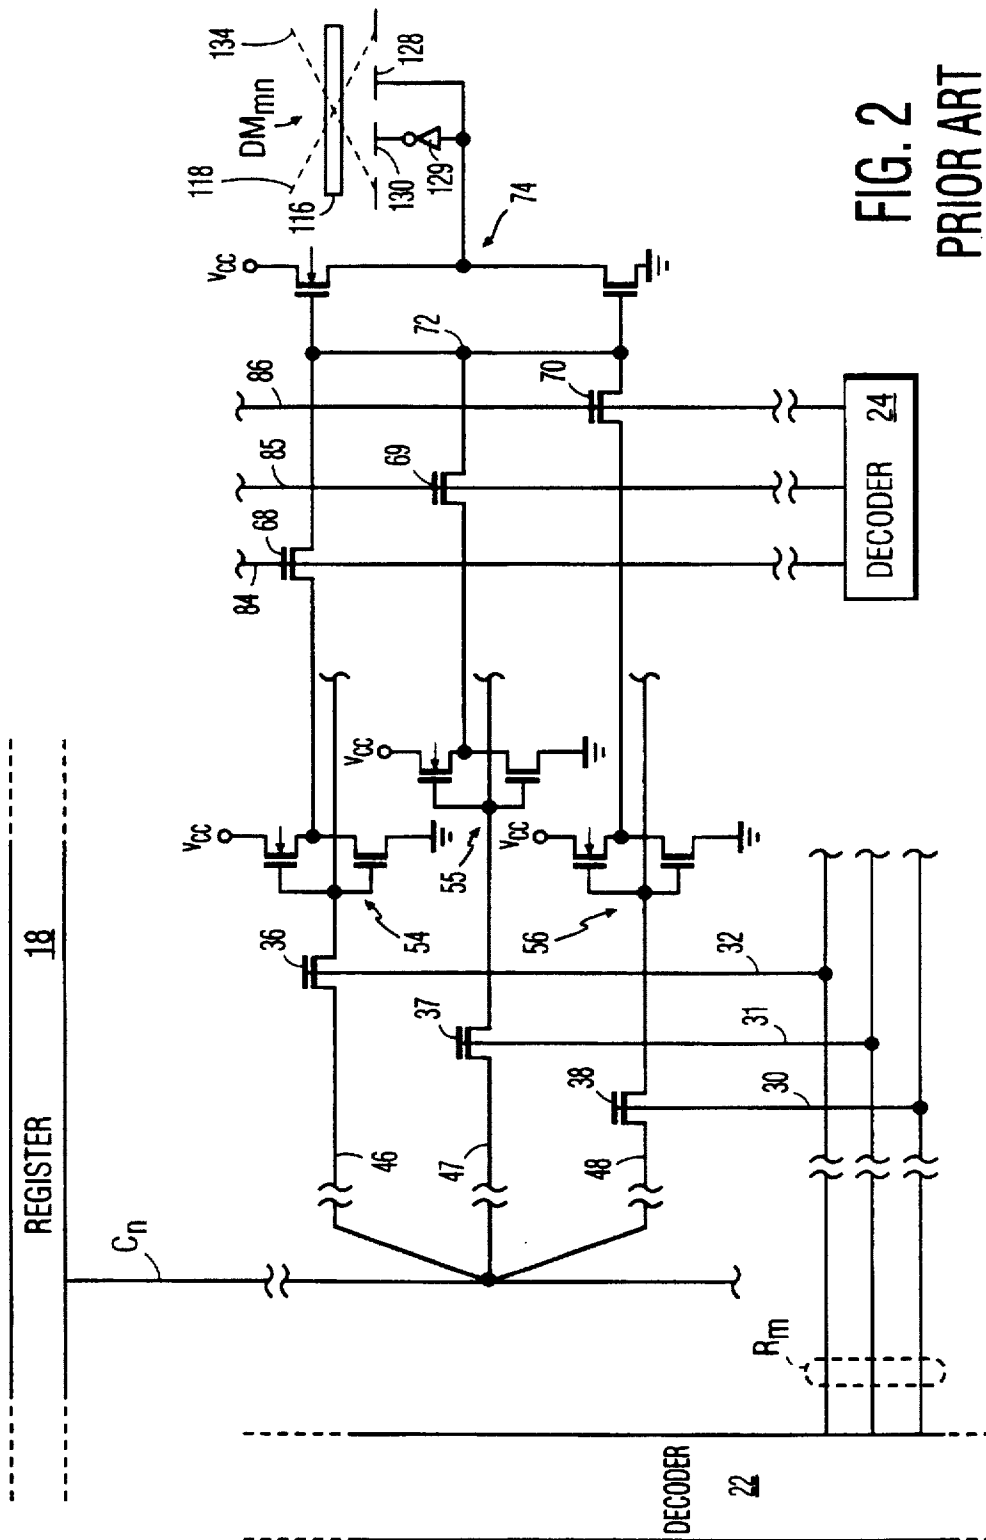 REGISTER 18
Cn
DECODER
22
Rm
46
47
48
36
37
38
30
31
32
54
55
56
VCC
VCC
VCC
84
68
85
69
86
70
72
DECODER 24
VCC
74
116
118
DMmn
134
130
129
128
FIG. 2
PRIOR ART